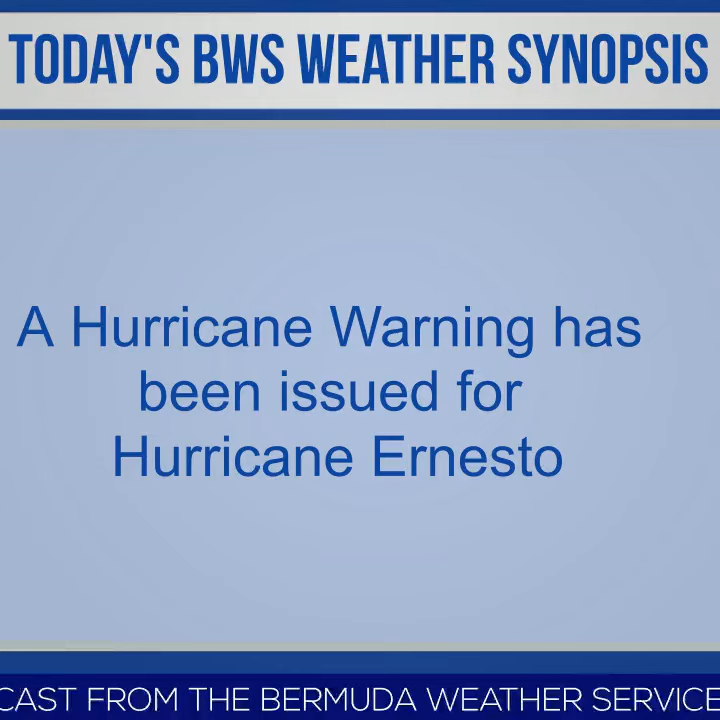 TODAY'S BWS WEATHER SYNOPSIS
A Hurricane Warning has
been issued for
Hurricane Ernesto
CAST FROM THE BERMUDA WEATHER SERVICE